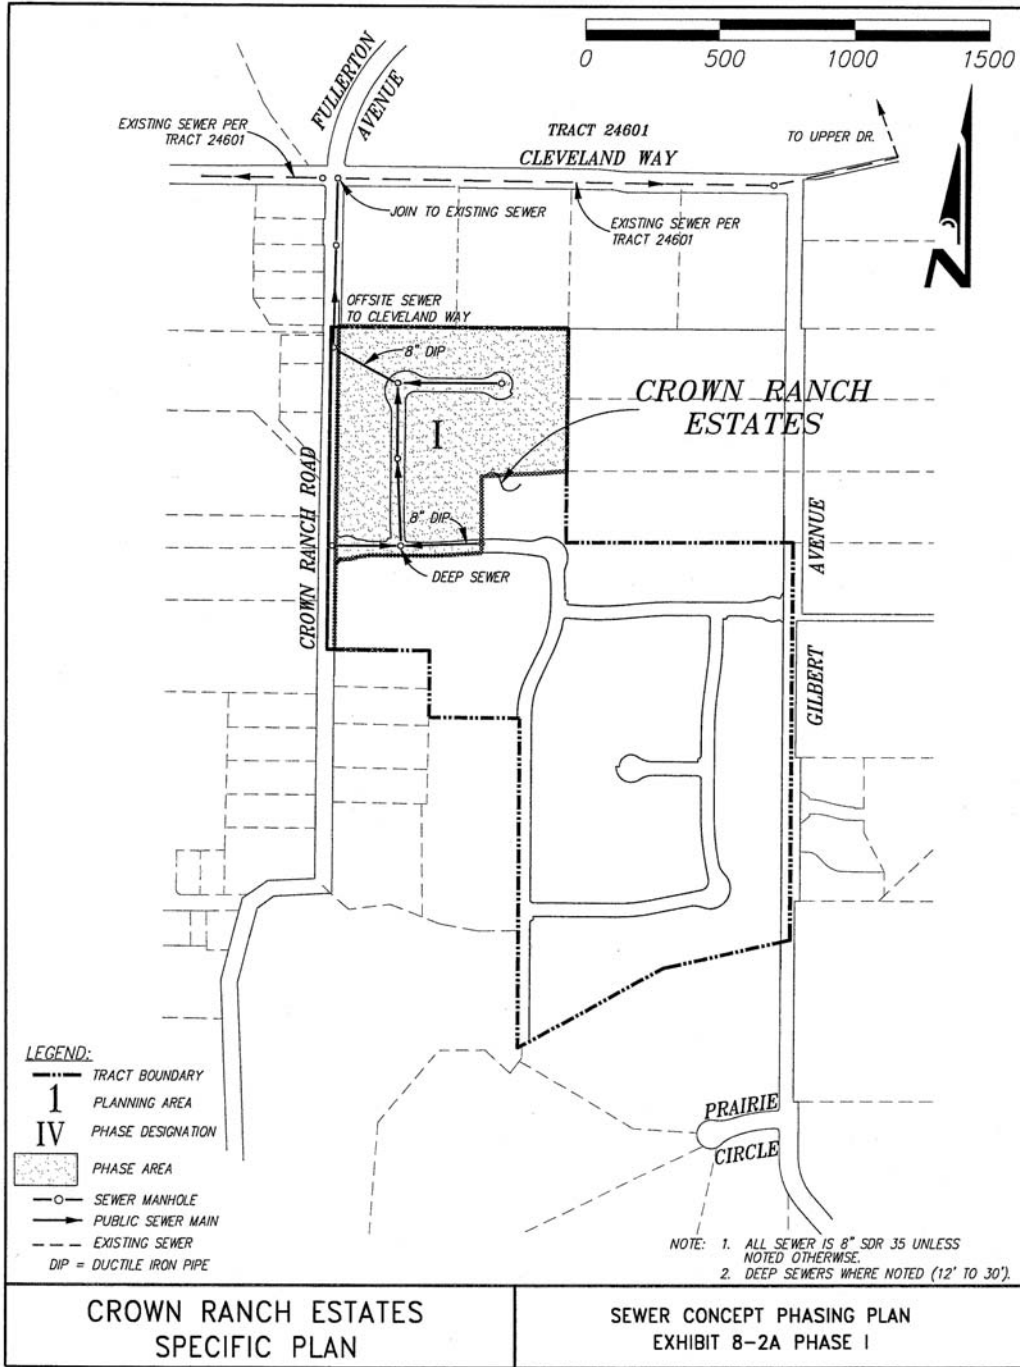 0 500 1000 1500
FULLERTON
AVENUE
EXISTING SEWER PER
TRACT 24601
TRACT 24601
CLEVELAND WAY
TO UPPER DR.
JOIN TO EXISTING SEWER
EXISTING SEWER PER
TRACT 24601
N
OFFSITE SEWER
TO CLEVELAND WAY
8" DIP
CROWN RANCH
ESTATES
I
CROWN RANCH ROAD
8" DIP
DEEP SEWER
AVENUE
GILBERT
PRAIRIE
CIRCLE
LEGEND:
TRACT BOUNDARY
1 PLANNING AREA
IV PHASE DESIGNATION
PHASE AREA
SEWER MANHOLE
PUBLIC SEWER MAIN
EXISTING SEWER
DIP = DUCTILE IRON PIPE
NOTE: 1. ALL SEWER IS 8" SDR 35 UNLESS
NOTED OTHERWISE.
2. DEEP SEWERS WHERE NOTED (12' TO 30').
CROWN RANCH ESTATES
SPECIFIC PLAN
SEWER CONCEPT PHASING PLAN
EXHIBIT 8-2A PHASE I